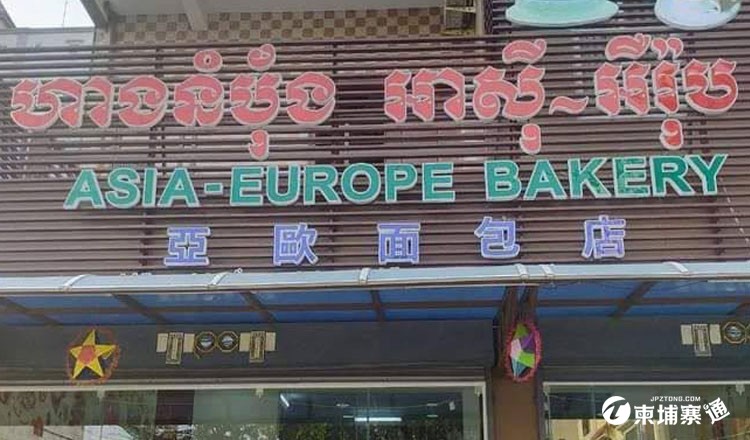 ហាងនំបុ័ង អាស៊ី-អឺរ៉ុប
ASIA-EUROPE BAKERY
亞歐面包店
JPZTONG.COM
柬埔寨通